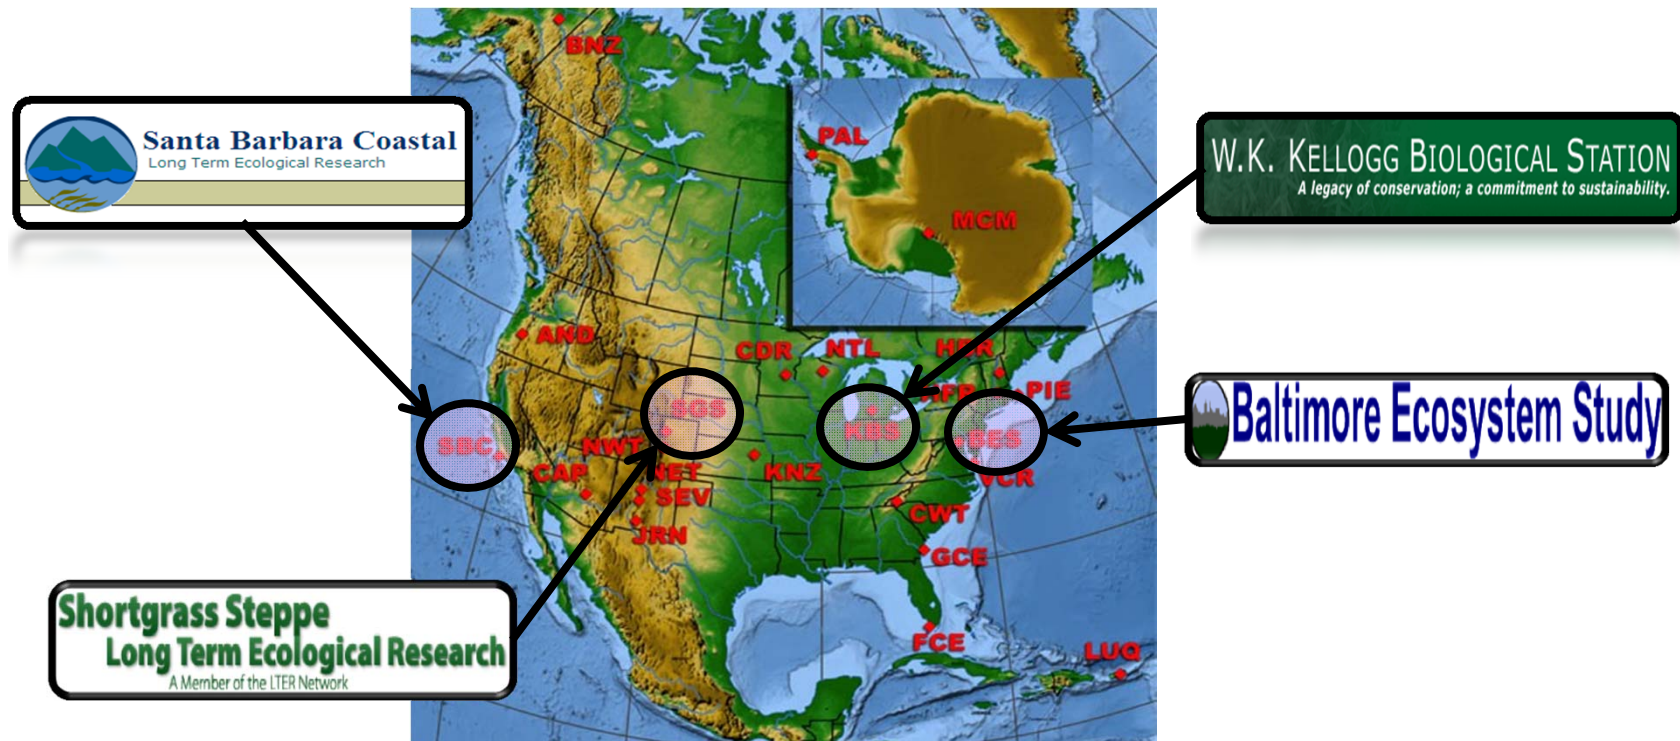 BNZ
Santa Barbara Coastal
Long Term Ecological Research
PAL
MCM
W.K. KELLOGG BIOLOGICAL STATION
A legacy of conservation; a commitment to sustainability.
AND
CDR
NTL
HBR
SGS
HFR
PIE
SBC
NWT
KBS
BES
Baltimore Ecosystem Study
CAP
NET
KNZ
VCR
SEV
CWT
JRN
GCE
Shortgrass Steppe
Long Term Ecological Research
A Member of the LTER Network
FCE
LUQ